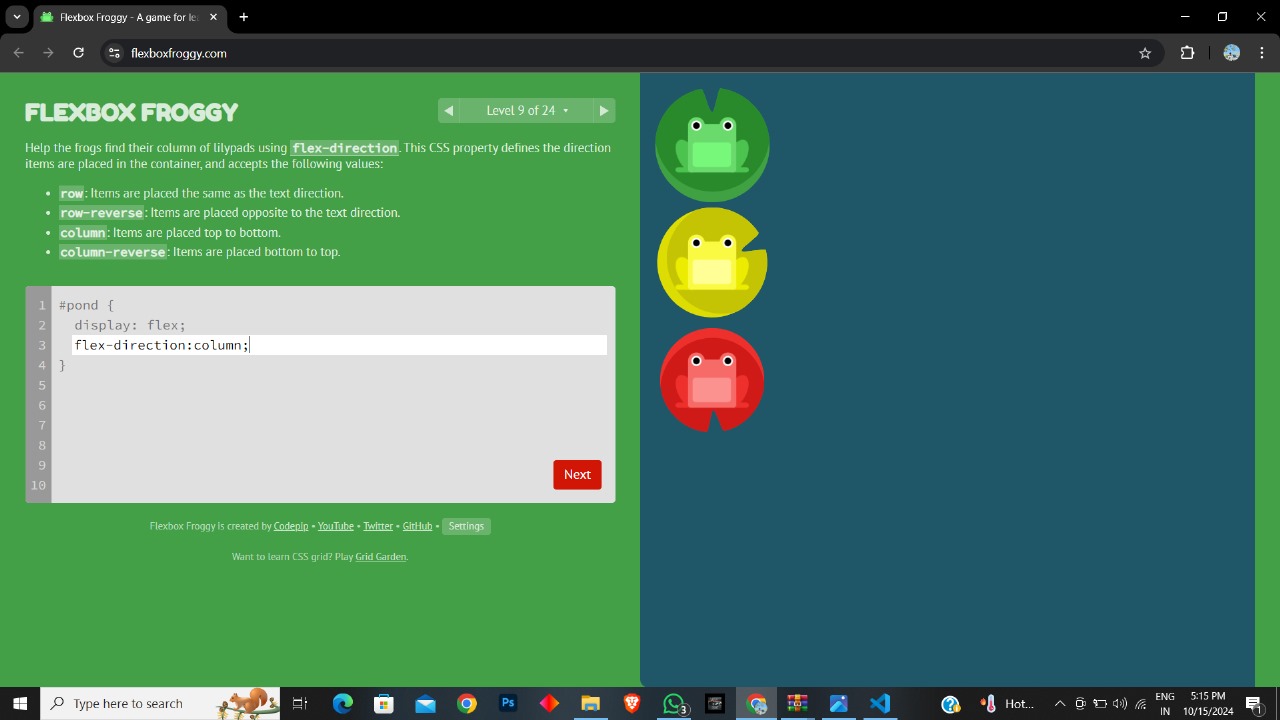 Flexbox Froggy - A game for le
flexboxfroggy.com
FLEXBOX FROGGY
Level 9 of 24
Help the frogs find their column of lilypads using flex-direction. This CSS property defines the direction
items are placed in the container, and accepts the following values:
• row: Items are placed the same as the text direction.
• row-reverse: Items are placed opposite to the text direction.
• column: Items are placed top to bottom.
• column-reverse: Items are placed bottom to top.
1 #pond {
2 display: flex;
3 flex-direction:column;
4 }
5
6
7
8
9
10
Next
Flexbox Froggy is created by Codepip • YouTube • Twitter • GitHub • Settings
Want to learn CSS grid? Play Grid Garden.
Type here to search
Ps
3
Hot...
ENG
IN
5:15 PM
10/15/2024
1